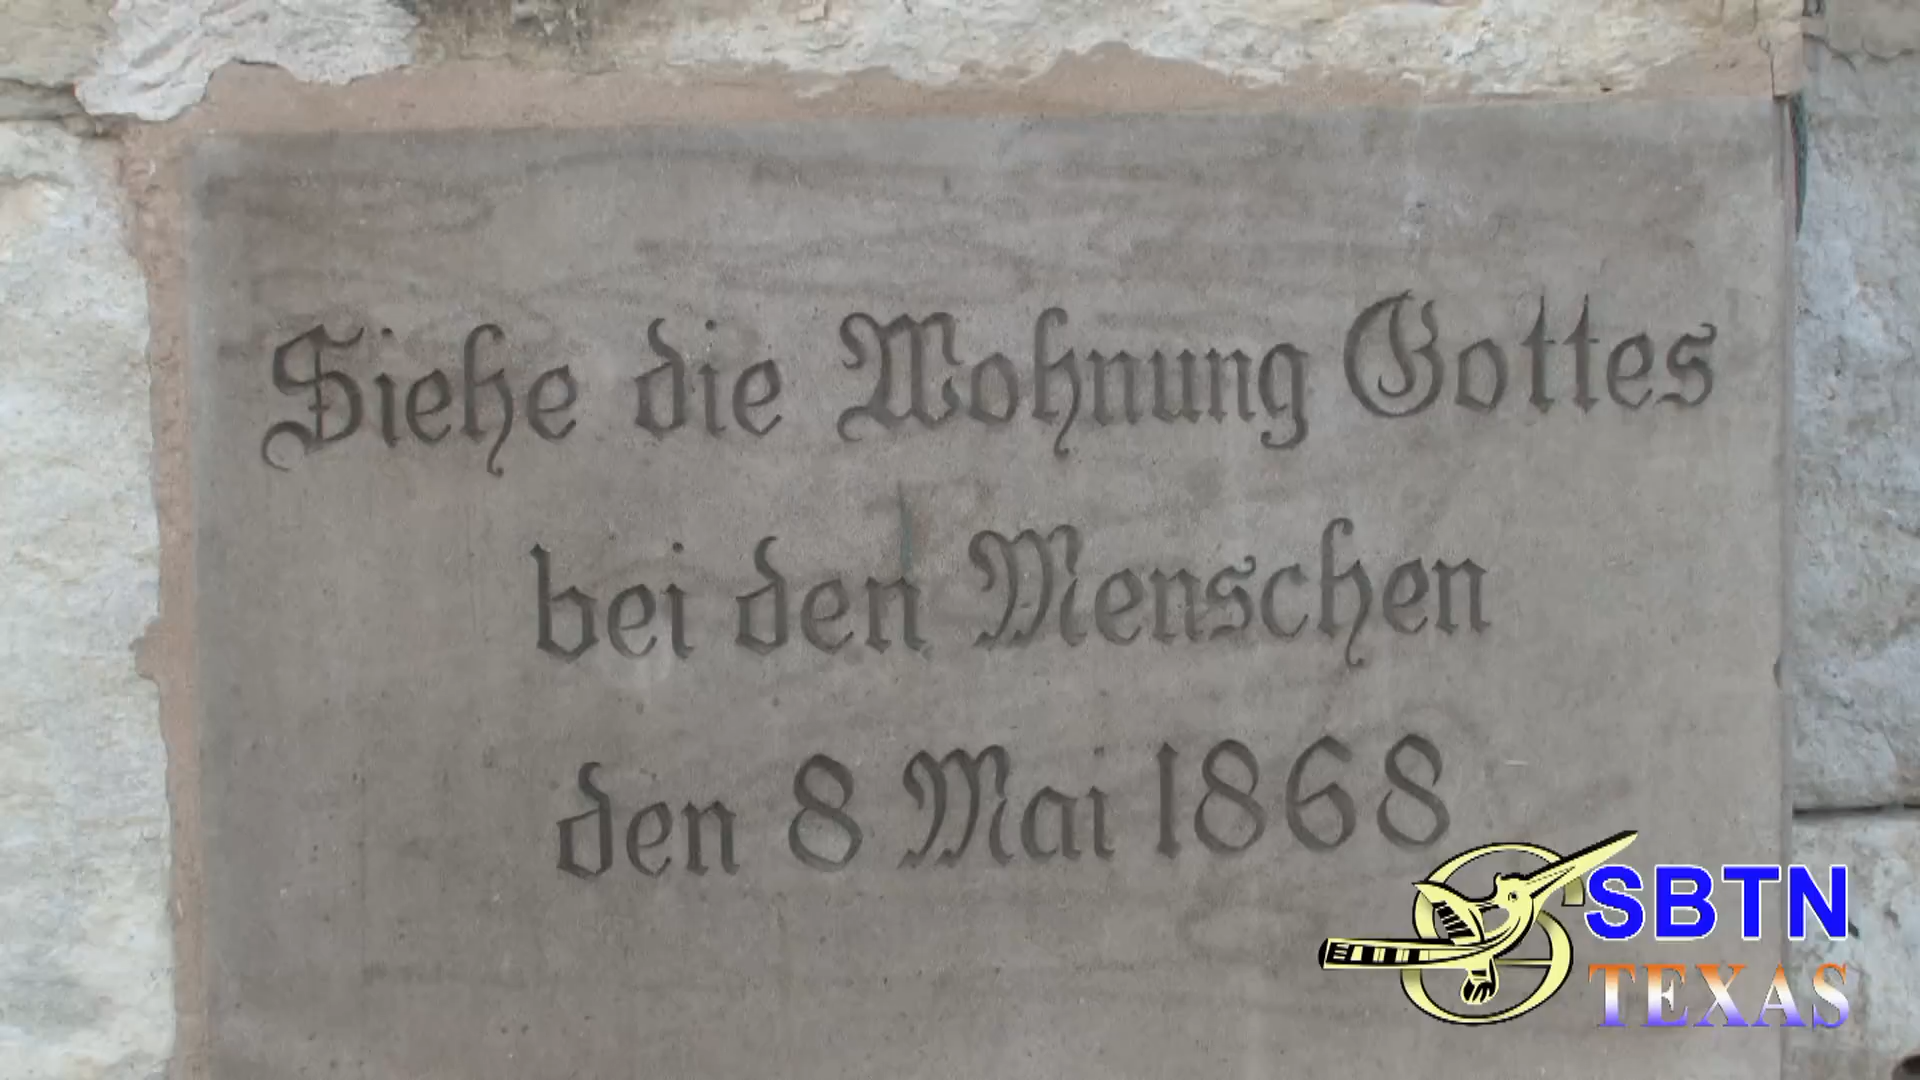 Siehe die Wohnung Gottes
bei den Menschen
den 8 Mai 1868
SBTN
TEXAS